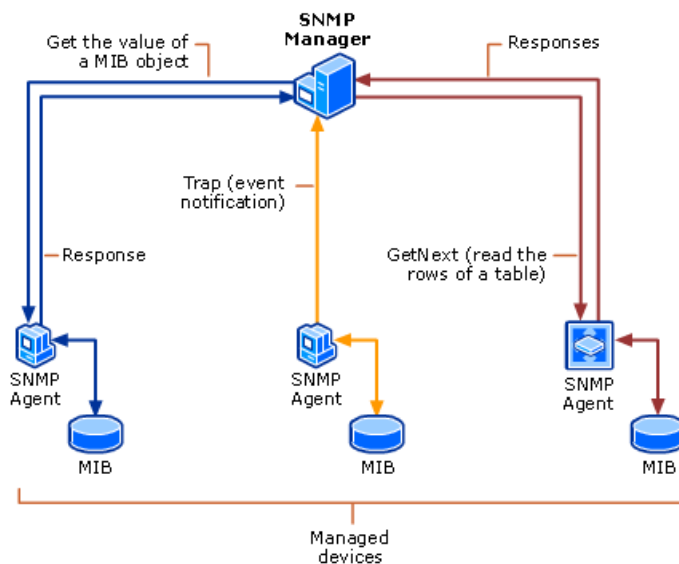 SNMP
Manager
Get the value of
a MIB object
Responses
Trap (event
notification)
Response
GetNext (read the
rows of a table)
SNMP
Agent
SNMP
Agent
SNMP
Agent
MIB
MIB
MIB
Managed
devices